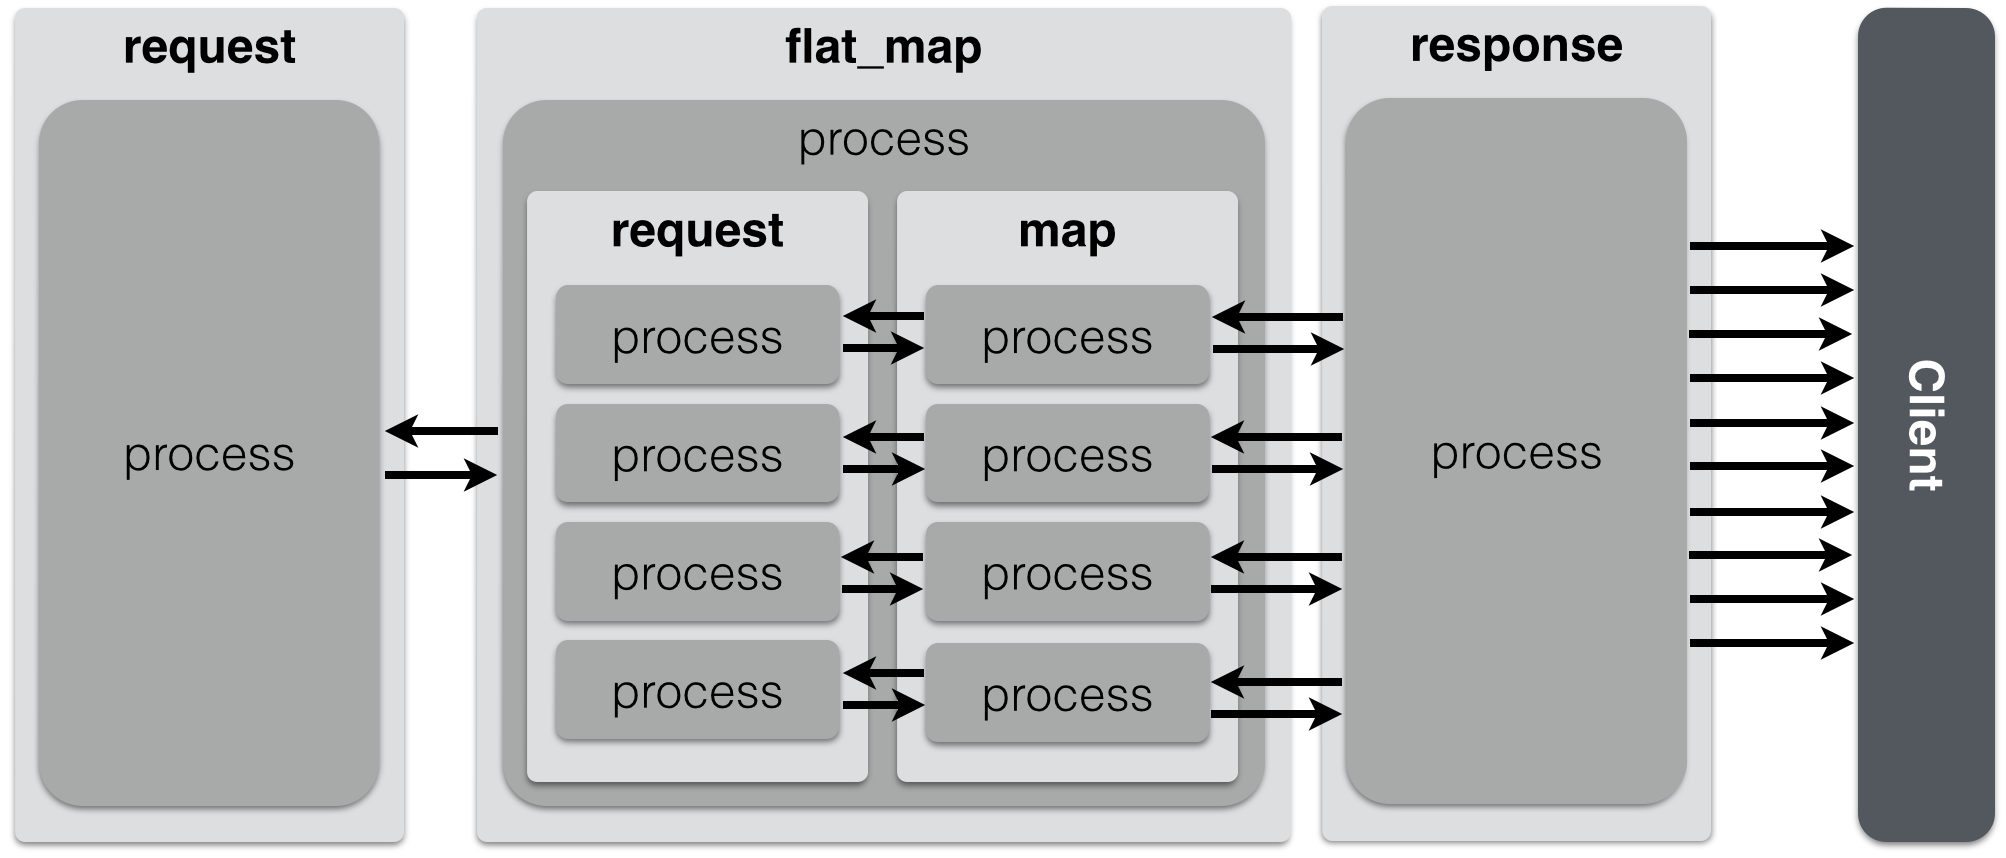 request
process
flat_map
process
request
process
process
process
process
map
process
process
process
process
response
process
Client